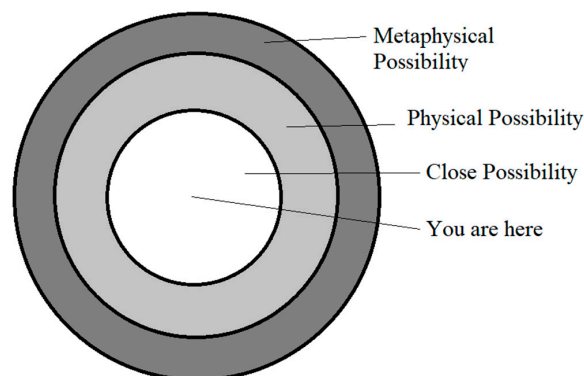 Metaphysical
Possibility
Physical Possibility
Close Possibility
You are here